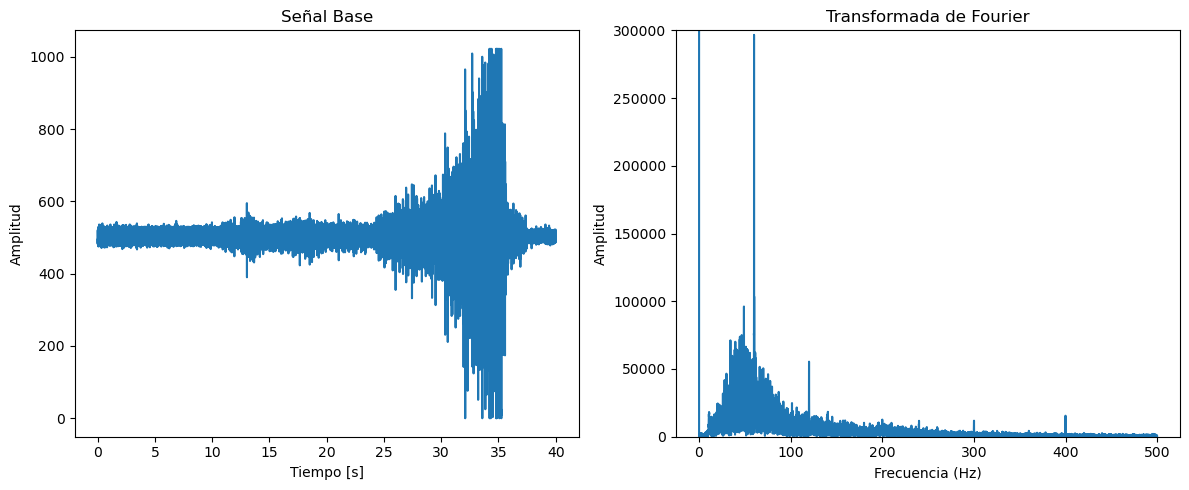 Señal Base
Amplitud
1000
800
600
400
200
0
0 5 10 15 20 25 30 35 40
Tiempo [s]
Transformada de Fourier
Amplitud
300000
250000
200000
150000
100000
50000
0
0 100 200 300 400 500
Frecuencia (Hz)